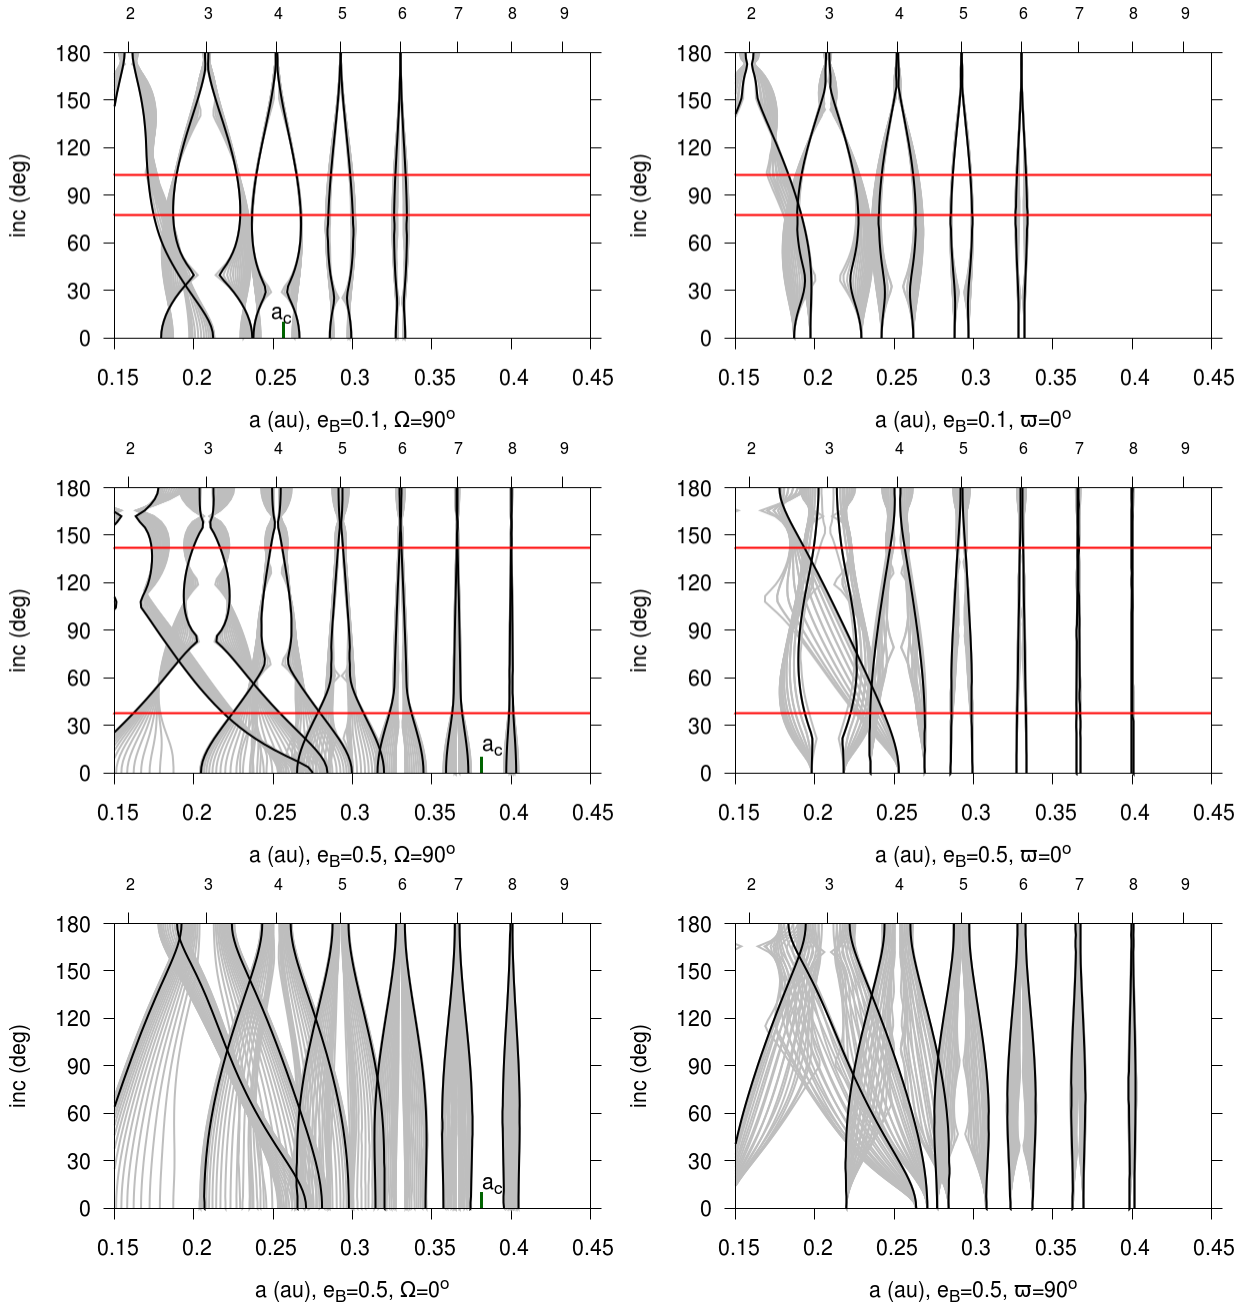 2 3 4 5 6 7 8 9
2 3 4 5 6 7 8 9
180
150
120
90
60
30
0
inc (deg)
a_c
0.15 0.2 0.25 0.3 0.35 0.4 0.45
a (au), e_B=0.1, Ω=90°
180
150
120
90
60
30
0
inc (deg)
0.15 0.2 0.25 0.3 0.35 0.4 0.45
a (au), e_B=0.1, ϖ=0°
2 3 4 5 6 7 8 9
2 3 4 5 6 7 8 9
180
150
120
90
60
30
0
inc (deg)
a_c
0.15 0.2 0.25 0.3 0.35 0.4 0.45
a (au), e_B=0.5, Ω=90°
180
150
120
90
60
30
0
inc (deg)
0.15 0.2 0.25 0.3 0.35 0.4 0.45
a (au), e_B=0.5, ϖ=0°
2 3 4 5 6 7 8 9
2 3 4 5 6 7 8 9
180
150
120
90
60
30
0
inc (deg)
a_c
0.15 0.2 0.25 0.3 0.35 0.4 0.45
a (au), e_B=0.5, Ω=0°
180
150
120
90
60
30
0
inc (deg)
0.15 0.2 0.25 0.3 0.35 0.4 0.45
a (au), e_B=0.5, ϖ=90°